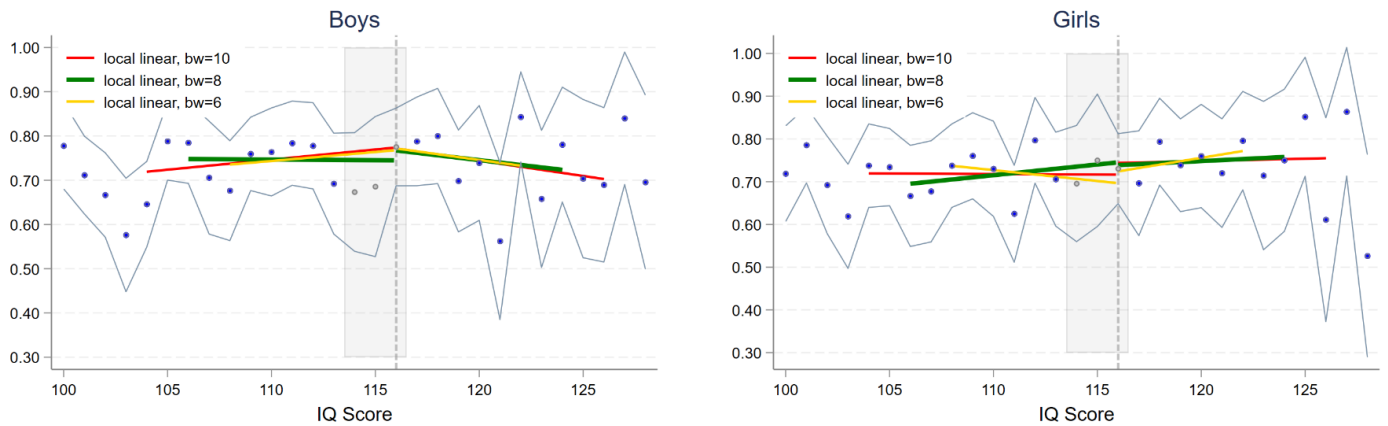 Boys
1.00
0.90
0.80
0.70
0.60
0.50
0.40
0.30
local linear, bw=10
local linear, bw=8
local linear, bw=6
100 105 110 115 120 125
IQ Score
Girls
1.00
0.90
0.80
0.70
0.60
0.50
0.40
0.30
local linear, bw=10
local linear, bw=8
local linear, bw=6
100 105 110 115 120 125
IQ Score